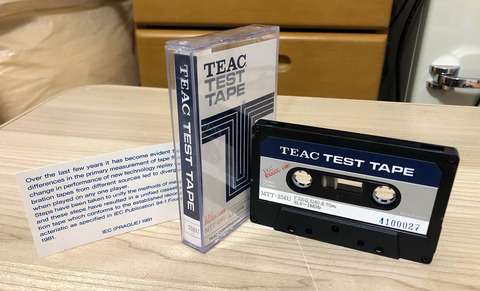 Over the last few years it has become evident
differences in the primary measurement of tape
change in performance of new technology replay
bration tapes from different sources led to
when played on any one player.
Steps have been taken to unify the methods of
and these steps have resulted in a unified
tion tape which conforms to the established
acteristic as specified in IEC Publication 94-1
1981.
IEC (PRAGUE) 1981
TEAC TEST TAPE
TEAC
TEST
TAPE
TEAC TEST TAPE
MTT-356U
4100027